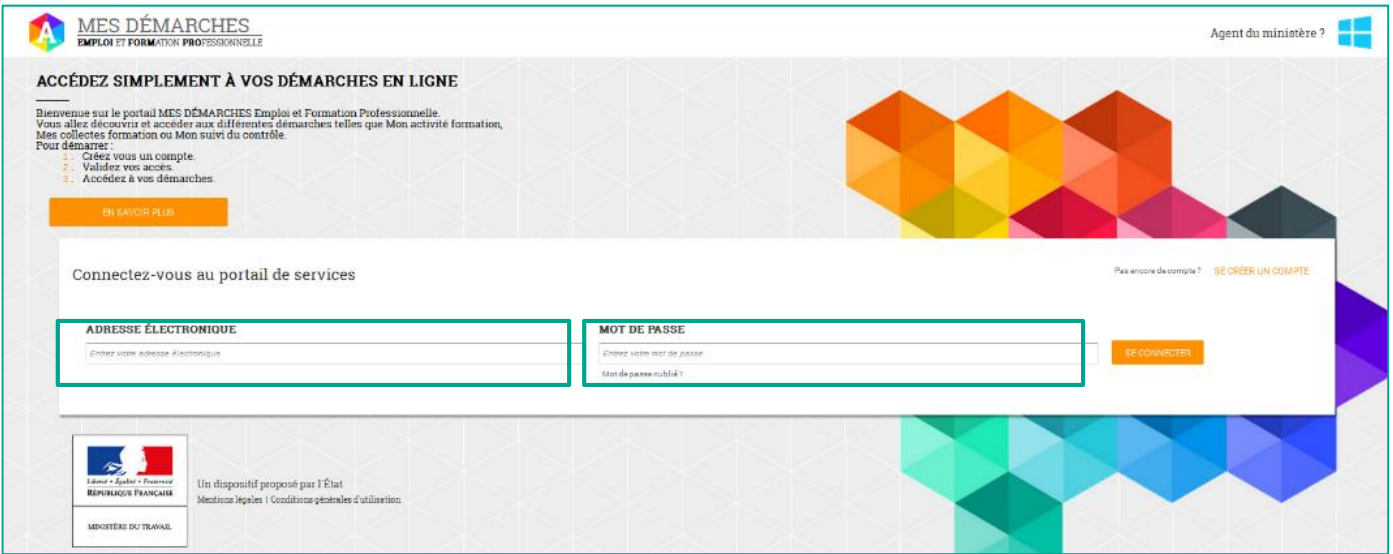 MES DÉMARCHES
EMPLOI ET FORMATION PROFESSIONNELLE
Agent du ministère ?
ACCÉDEZ SIMPLEMENT À VOS DÉMARCHES EN LIGNE
Bienvenue sur le portail MES DÉMARCHES Emploi et Formation Professionnelle.
Vous allez découvrir et accéder aux différentes démarches telles que Mon activité formation,
Mes collectes formation ou Mon suivi du contrôle.
Pour démarrer :
1. Créez vous un compte.
2. Validez vos accès.
3. Accédez à vos démarches.
EN SAVOIR PLUS
Connectez-vous au portail de services
Pas encore de compte ? SE CRÉER UN COMPTE
ADRESSE ÉLECTRONIQUE
MOT DE PASSE
Entrez votre adresse électronique
Entrez votre mot de passe
SE CONNECTER
Mot de passe oublié ?
Liberté • Égalité • Fraternité
RÉPUBLIQUE FRANÇAISE
MINISTÈRE DU TRAVAIL
Un dispositif proposé par l'État
Mentions légales | Conditions générales d'utilisation